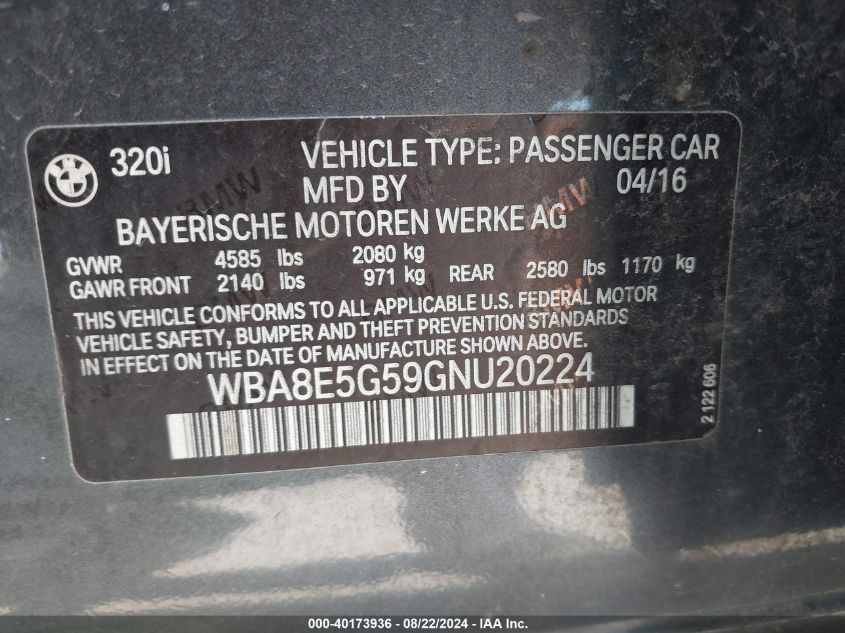 320i VEHICLE TYPE: PASSENGER CAR
MFD BY 04/16
BAYERISCHE MOTOREN WERKE AG
GVWR 4585 lbs 2080 kg
GAWR FRONT 2140 lbs 971 kg REAR 2580 lbs 1170 kg
THIS VEHICLE CONFORMS TO ALL APPLICABLE U.S. FEDERAL MOTOR
VEHICLE SAFETY, BUMPER AND THEFT PREVENTION STANDARDS
IN EFFECT ON THE DATE OF MANUFACTURE SHOWN ABOVE.
WBA8E5G59GNU20224
2 122 606
000-40173936 - 08/22/2024 - IAA Inc.